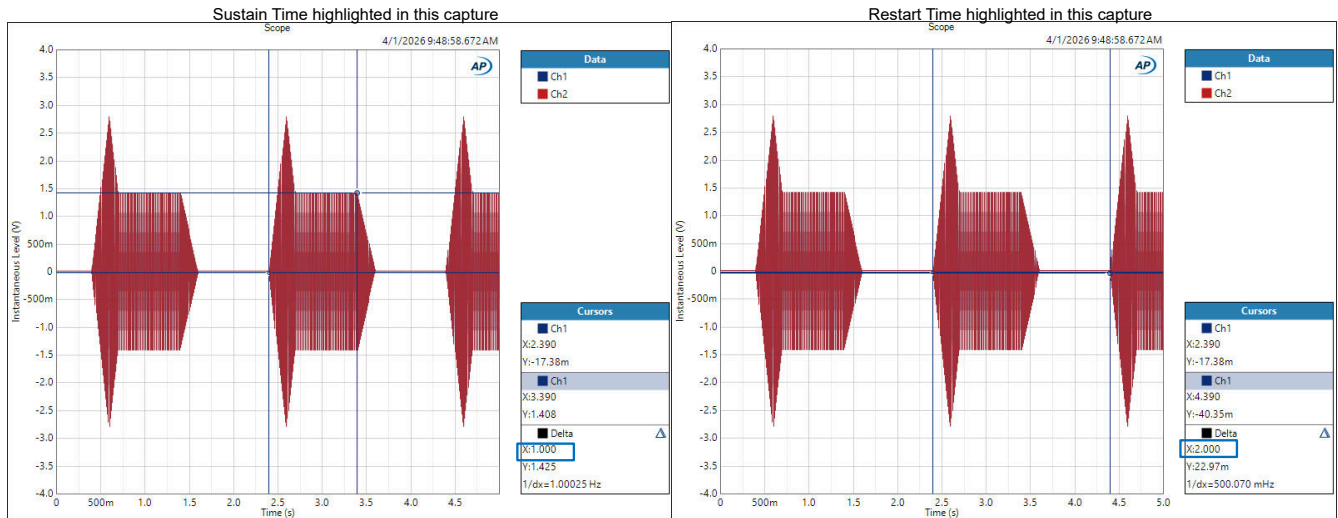 Sustain Time highlighted in this capture
Scope
4/1/2026 9:48:58.672 AM
AP
Instantaneous Level (V)
4.0
3.5
3.0
2.5
2.0
1.5
1.0
500m
0
-500m
-1.0
-1.5
-2.0
-2.5
-3.0
-3.5
-4.0
0 500m 1.0 1.5 2.0 2.5 3.0 3.5 4.0 4.5
Time (s)
Data
Ch1
Ch2
Cursors
Ch1
X:2.390
Y:-17.38m
Ch1
X:3.390
Y:1.408
Delta
X:1.000
Y:1.425
1/dx=1.00025 Hz
Restart Time highlighted in this capture
Scope
4/1/2026 9:48:58.672 AM
AP
Instantaneous Level (V)
4.0
3.5
3.0
2.5
2.0
1.5
1.0
500m
0
-500m
-1.0
-1.5
-2.0
-2.5
-3.0
-3.5
-4.0
0 500m 1.0 1.5 2.0 2.5 3.0 3.5 4.0 4.5 5.0
Time (s)
Data
Ch1
Ch2
Cursors
Ch1
X:2.390
Y:-17.38m
Ch1
X:4.390
Y:-40.35m
Delta
X:2.000
Y:22.97m
1/dx=500.070 mHz